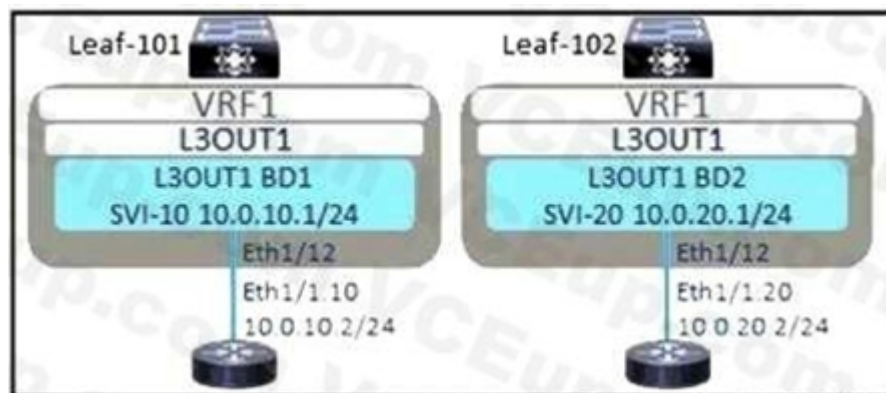 Leaf-101
VRF1
L3OUT1
L3OUT1 BD1
SVI-10 10.0.10.1/24
Eth1/12
Eth1/1.10
10.0.10.2/24
Leaf-102
VRF1
L3OUT1
L3OUT1 BD2
SVI-20 10.0.20.1/24
Eth1/12
Eth1/1.20
10.0.20.2/24